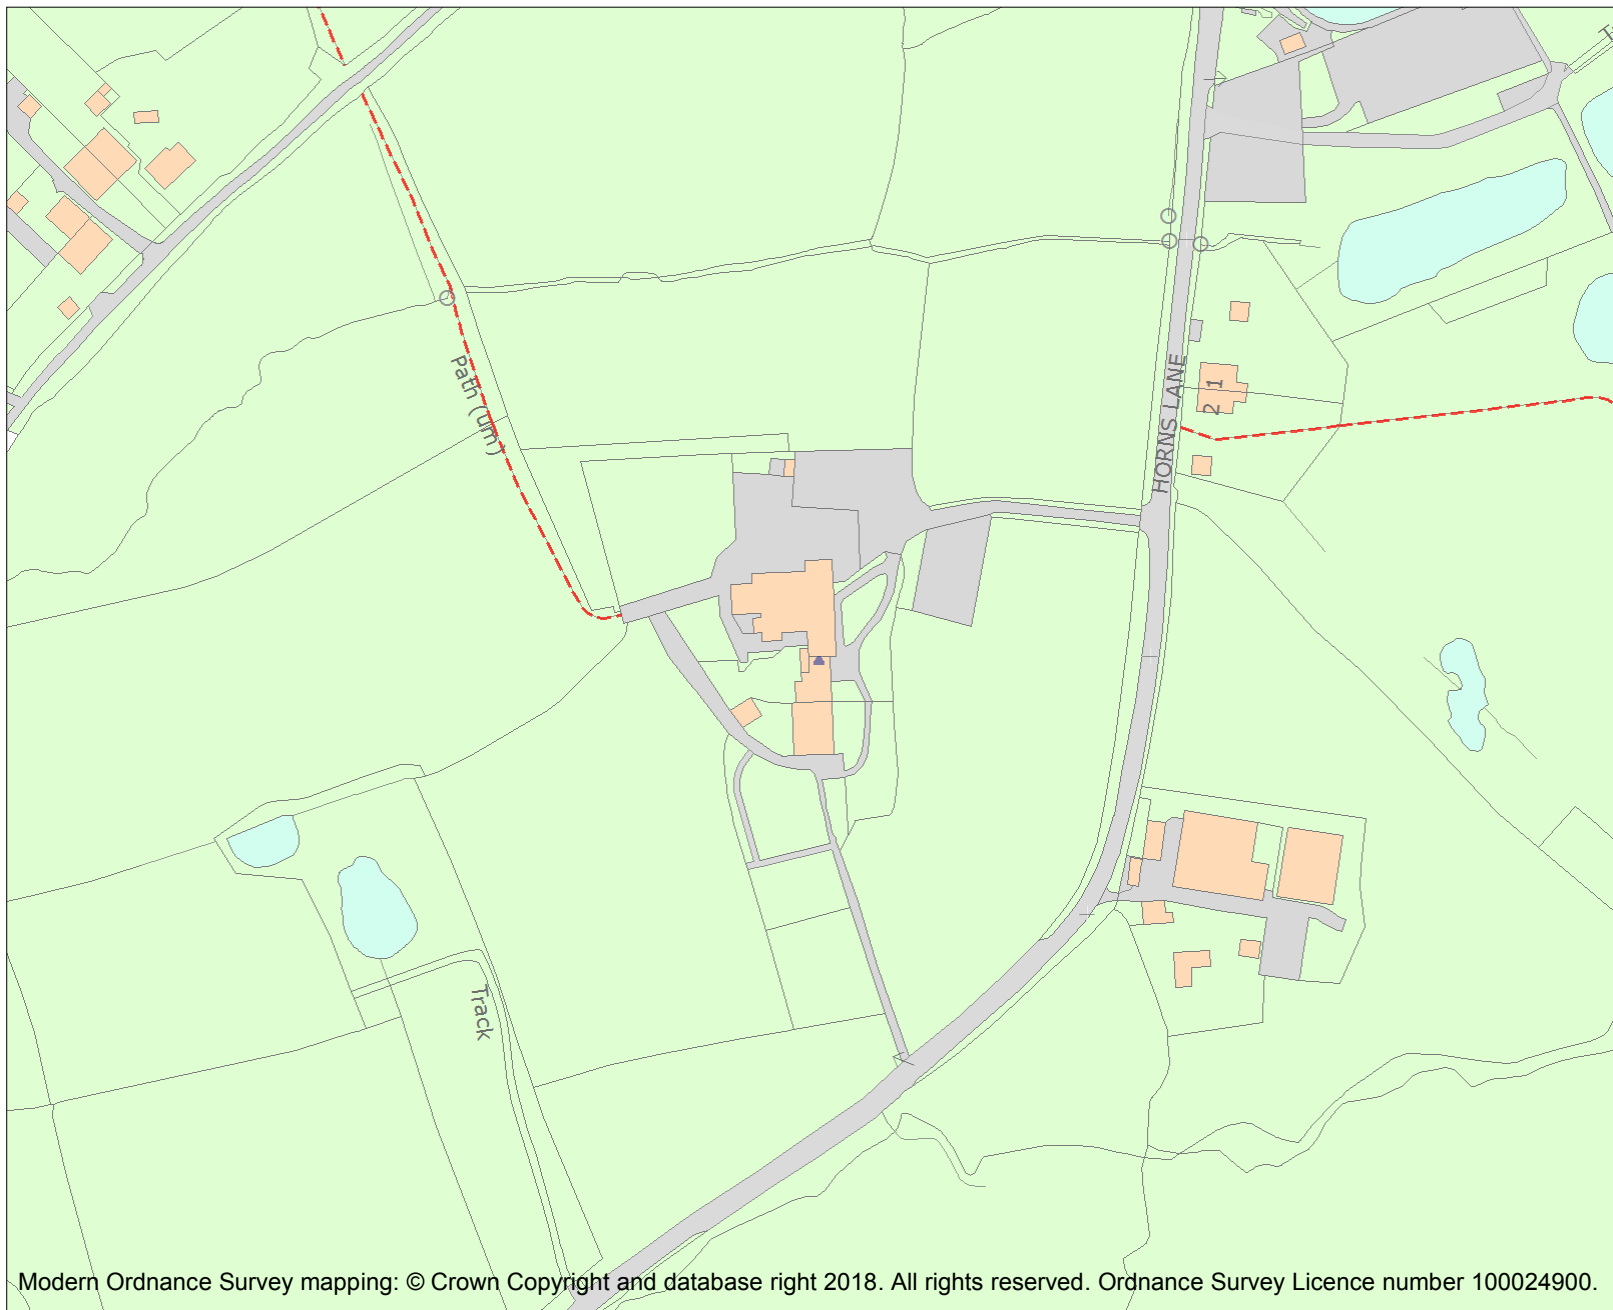 Path (um)
HORNS LANE
1
2
Track
Modern Ordnance Survey mapping: © Crown Copyright and database right 2018. All rights reserved. Ordnance Survey Licence number 100024900.